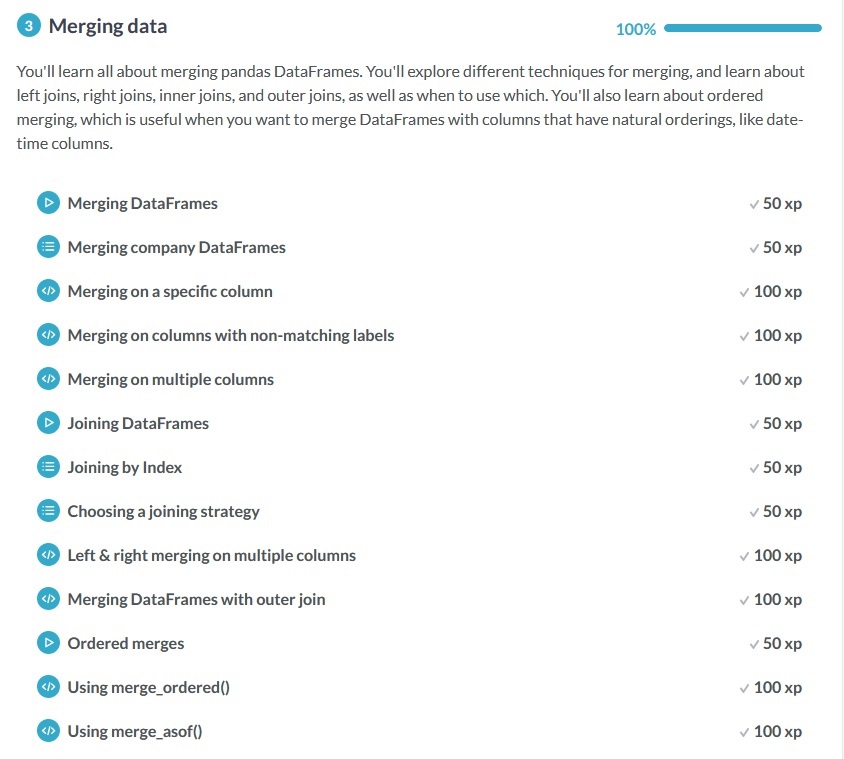 3 Merging data
100%
You'll learn all about merging pandas DataFrames. You'll explore different techniques for merging, and learn about
left joins, right joins, inner joins, and outer joins, as well as when to use which. You'll also learn about ordered
merging, which is useful when you want to merge DataFrames with columns that have natural orderings, like date-
time columns.
Merging DataFrames 50 xp
Merging company DataFrames 50 xp
Merging on a specific column 100 xp
Merging on columns with non-matching labels 100 xp
Merging on multiple columns 100 xp
Joining DataFrames 50 xp
Joining by Index 50 xp
Choosing a joining strategy 50 xp
Left & right merging on multiple columns 100 xp
Merging DataFrames with outer join 100 xp
Ordered merges 50 xp
Using merge_ordered() 100 xp
Using merge_asof() 100 xp